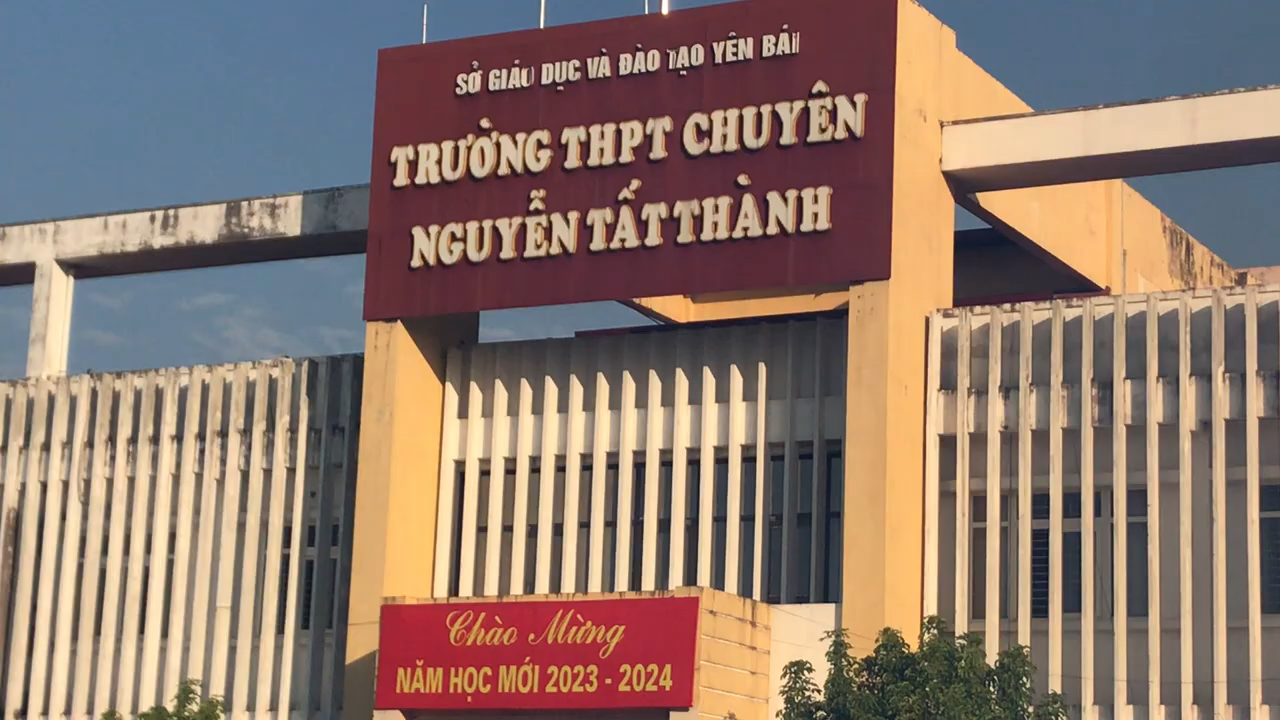 SỞ GIÁO DỤC VÀ ĐÀO TẠO YÊN BÁI
TRƯỜNG THPT CHUYÊN
NGUYỄN TẤT THÀNH
Chào Mừng
NĂM HỌC MỚI 2023 - 2024